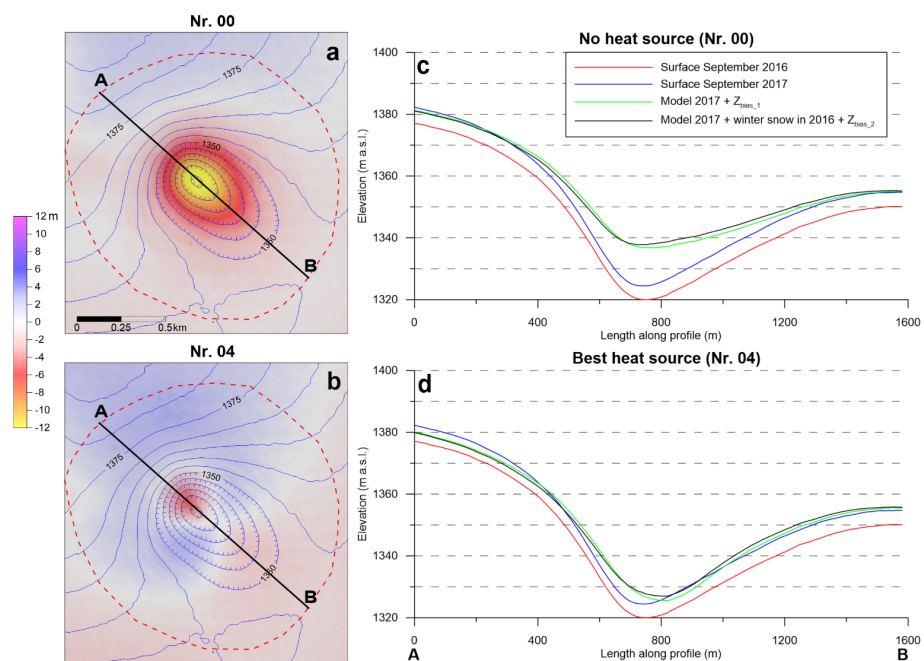 Nr. 00
a
A
B
1375
1375
1350
1350
0 0.25 0.5km
12 m
10
8
6
4
2
0
-2
-4
-6
-8
-10
-12
Nr. 04
b
A
B
1375
1375
1350
1350
No heat source (Nr. 00)
c
Surface September 2016
Surface September 2017
Model 2017 + Zbias_1
Model 2017 + winter snow in 2016 + Zbias_2
Elevation (m a.s.l.)
1400
1380
1360
1340
1320
0 400 800 1200 1600
Length along profile (m)
Best heat source (Nr. 04)
d
Elevation (m a.s.l.)
1400
1380
1360
1340
1320
0 400 800 1200 1600
A Length along profile (m) B